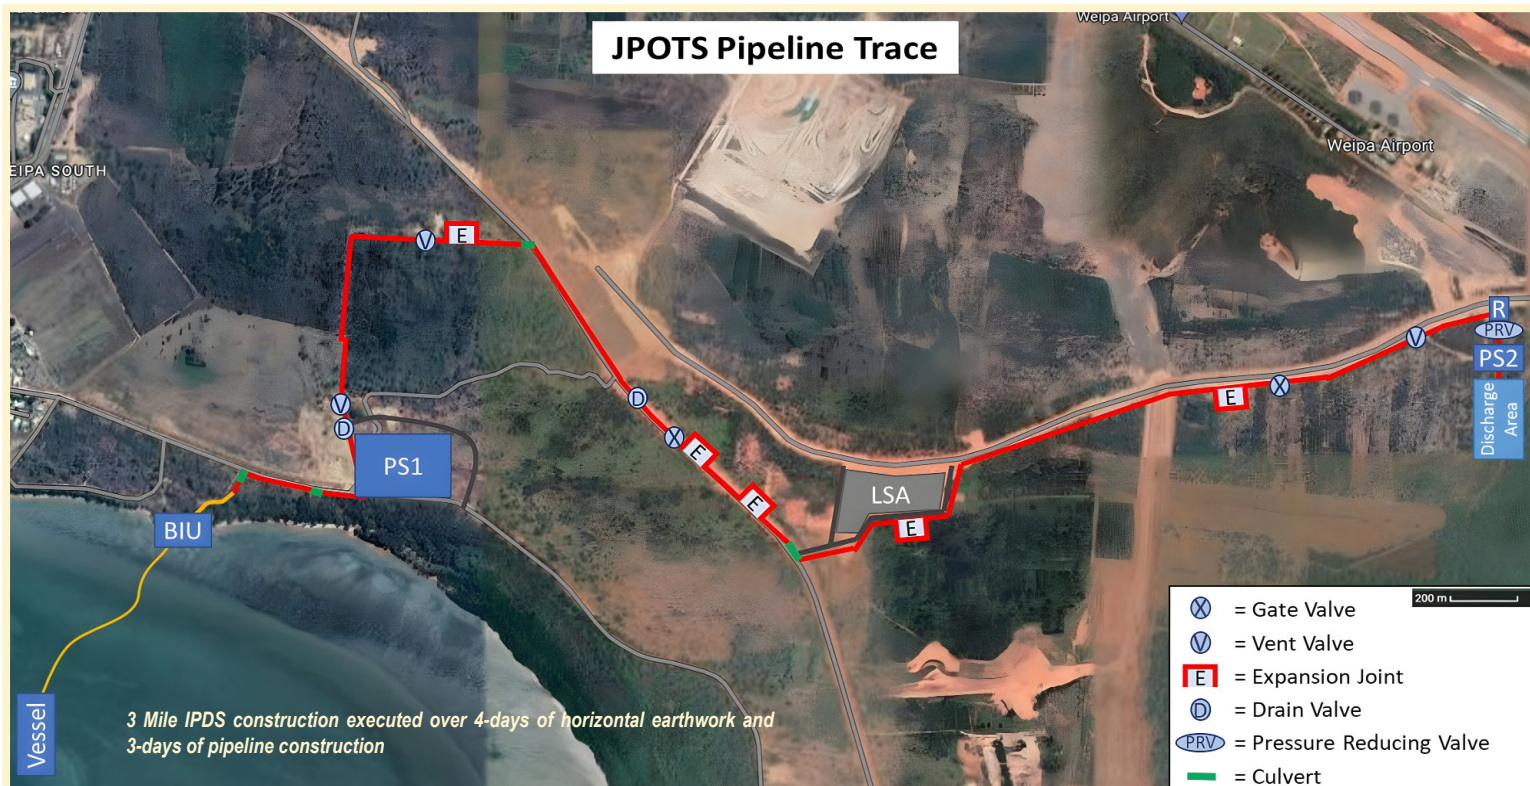 Weipa Airport
JPOTS Pipeline Trace
Weipa Airport
EIPA SOUTH
V
E
R
PRV
PS2
Discharge
Area
V
X
E
V
D
D
X
E
PS1
E
LSA
E
BIU
Vessel
3 Mile IPDS construction executed over 4-days of horizontal earthwork and
3-days of pipeline construction
200 m
X = Gate Valve
V = Vent Valve
E = Expansion Joint
D = Drain Valve
PRV = Pressure Reducing Valve
= Culvert